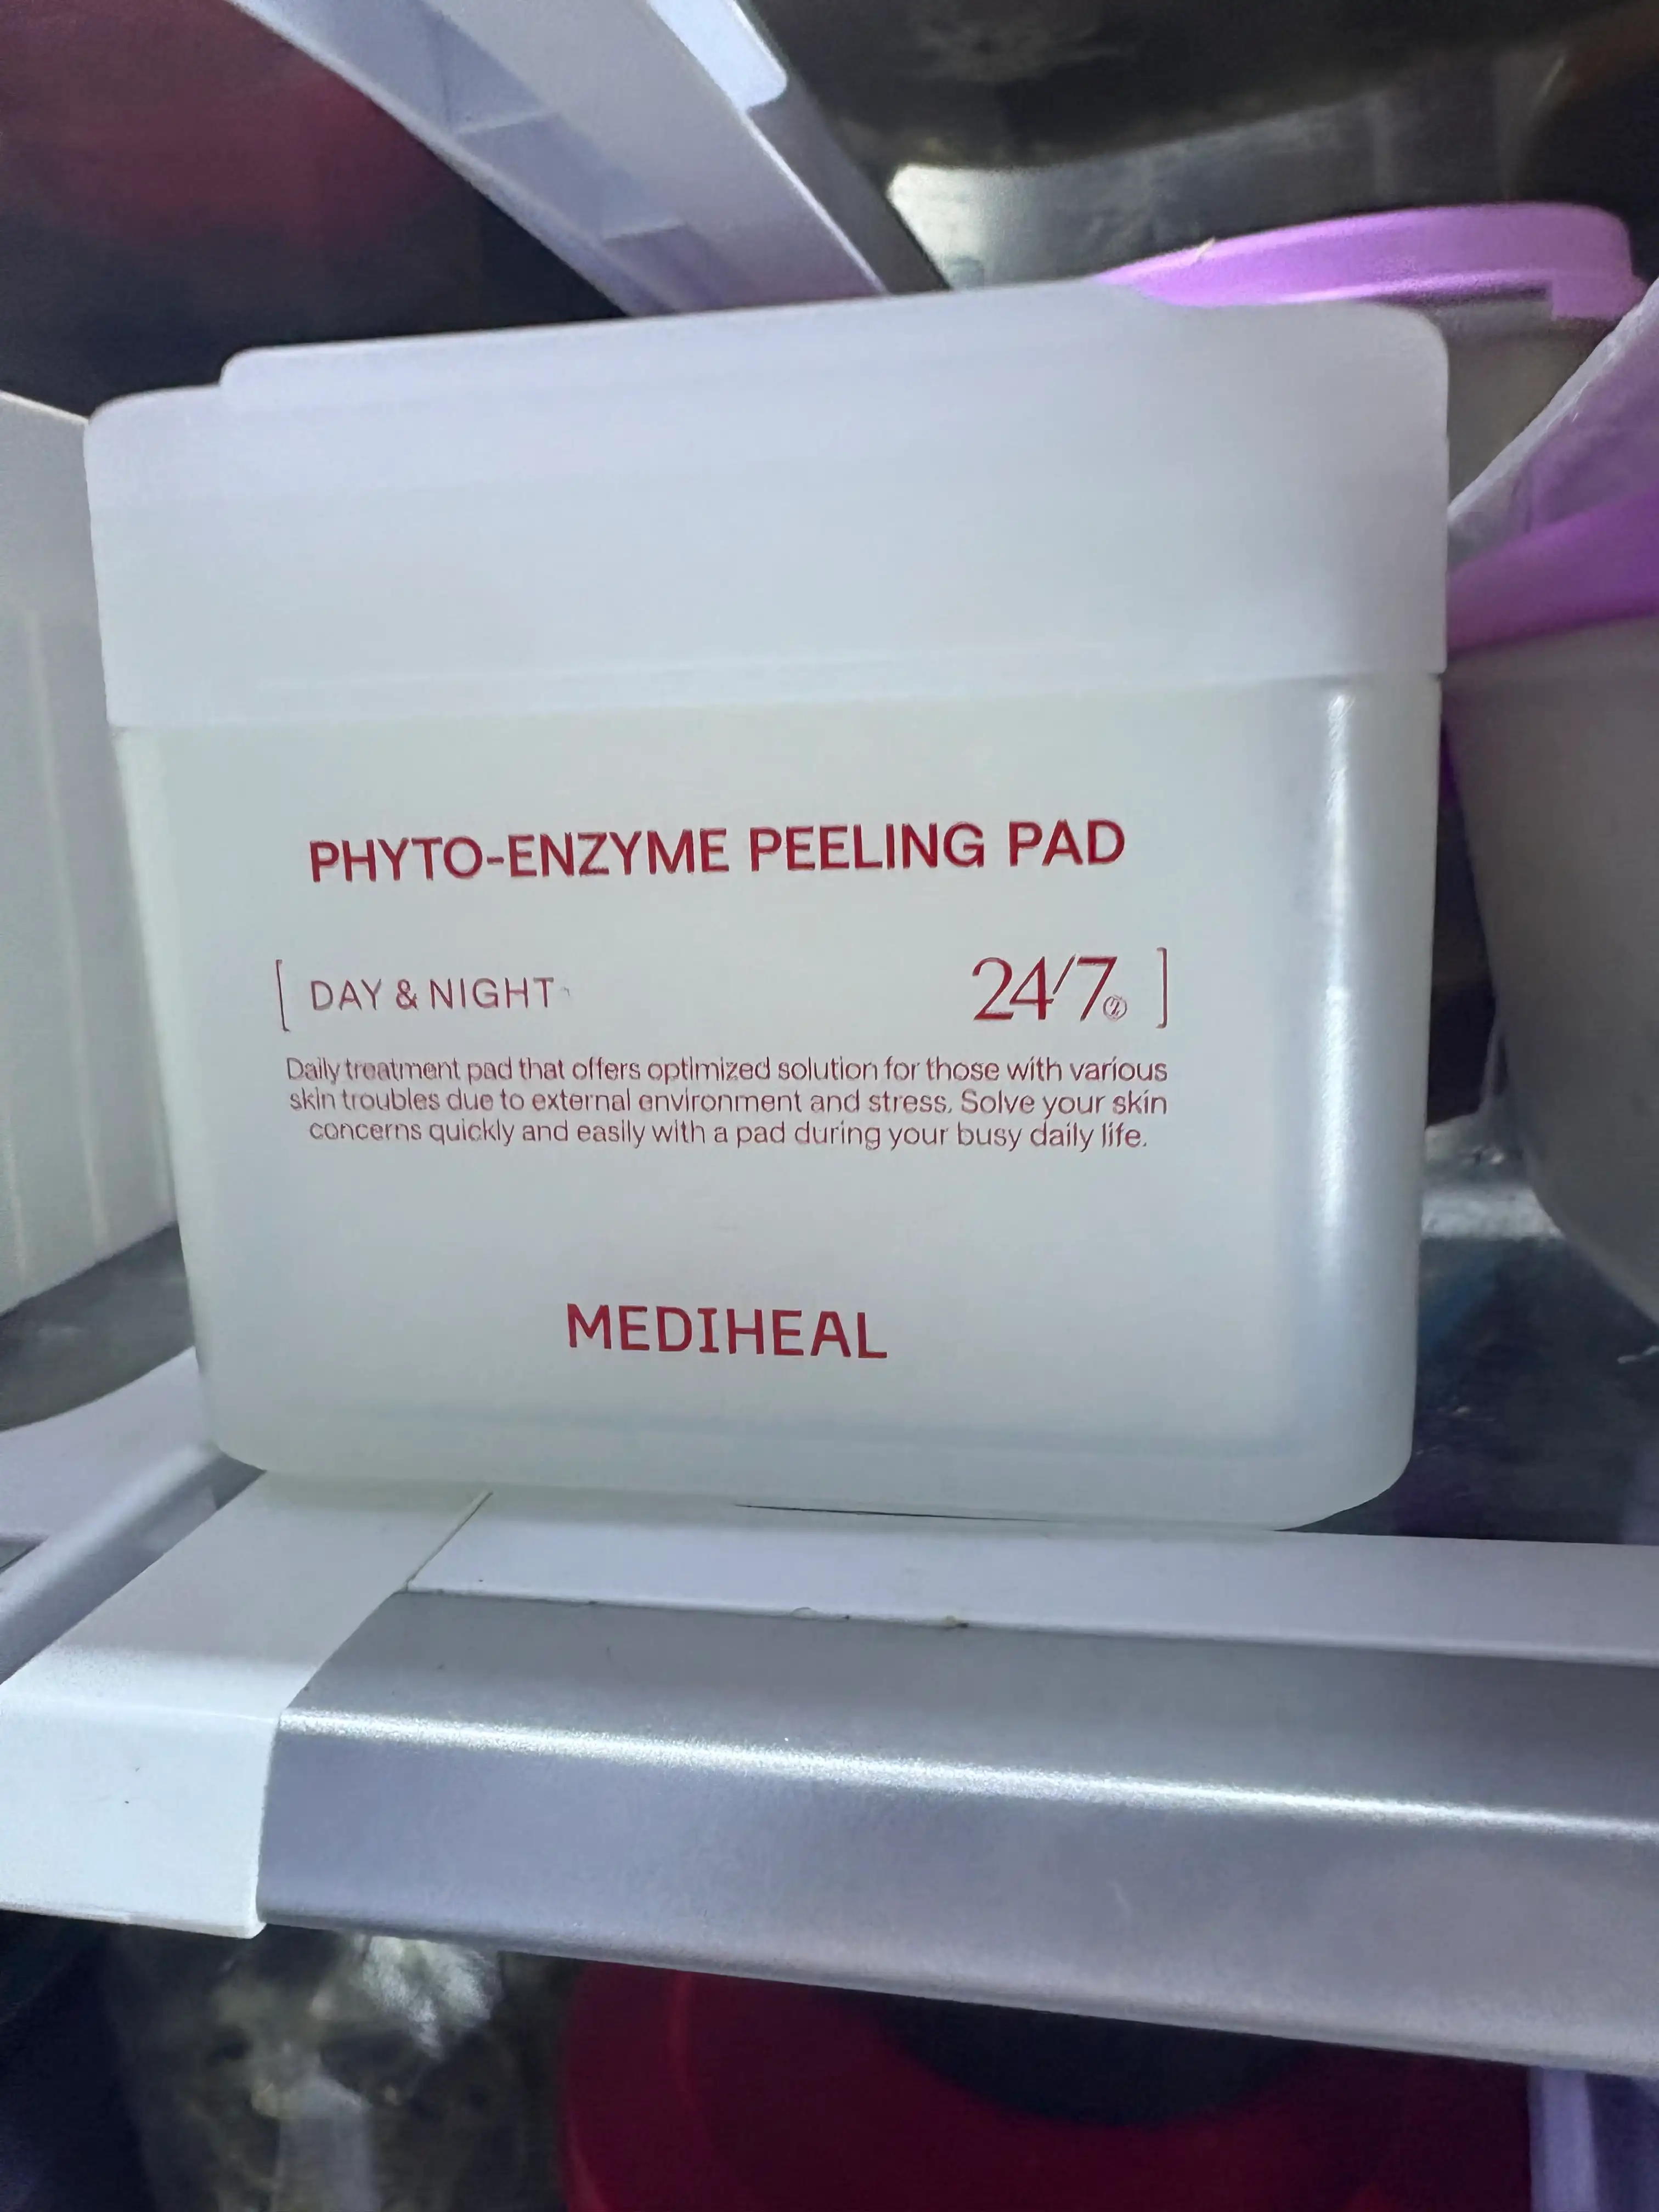 PHYTO-ENZYME PEELING PAD
[ DAY & NIGHT 24/7 ]
Daily treatment pad that offers optimized solution for those with various
skin troubles due to external environment and stress. Solve your skin
concerns quickly and easily with a pad during your busy daily life.
MEDIHEAL